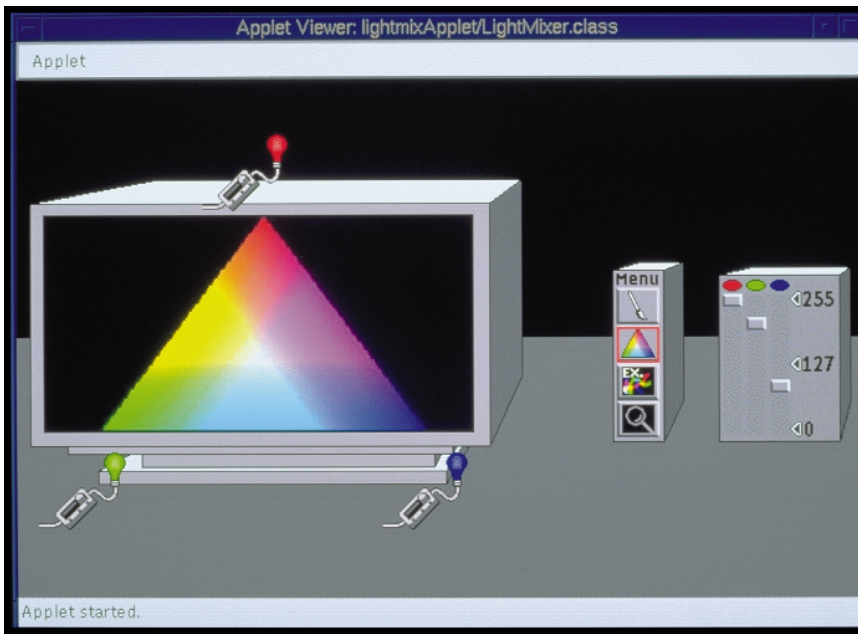 Applet Viewer: lightmixApplet/LightMixer.class
Applet
Menu
EX.
255
127
0
Applet started.